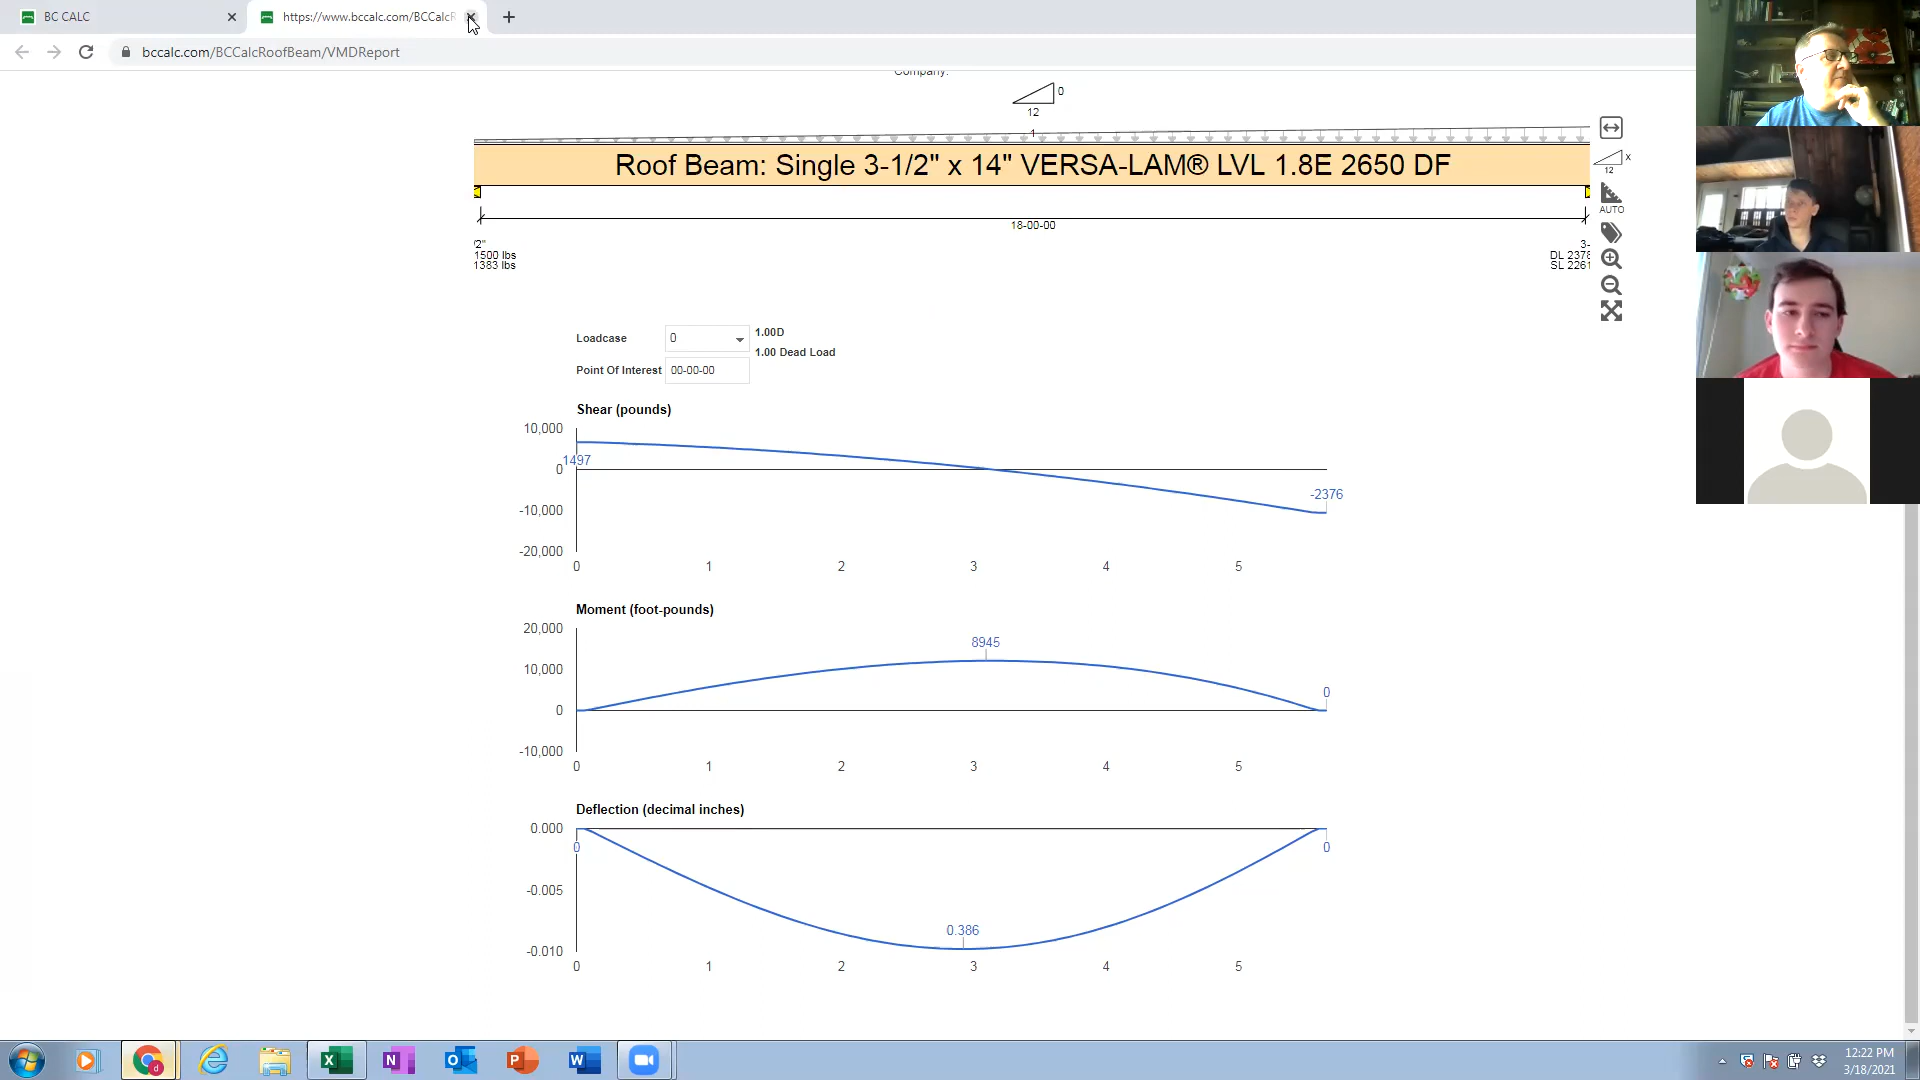 BC CALC
https://www.bccalc.com/BCCalcR
bccalc.com/BCCalcRoofBeam/VMDReport
Company:
0
12
1
Roof Beam: Single 3-1/2" x 14" VERSA-LAM® LVL 1.8E 2650 DF
x
12
AUTO
18-00-00
/2"
1500 lbs
1383 lbs
3-
DL 2378
SL 2261
Loadcase
0
1.00D
1.00 Dead Load
Point Of Interest
00-00-00
Shear (pounds)
10,000
0
-10,000
-20,000
1497
-2376
0 1 2 3 4 5
Moment (foot-pounds)
20,000
10,000
0
-10,000
8945
0
0 1 2 3 4 5
Deflection (decimal inches)
0.000
-0.005
-0.010
0
0.386
0
0 1 2 3 4 5
12:22 PM
3/18/2021